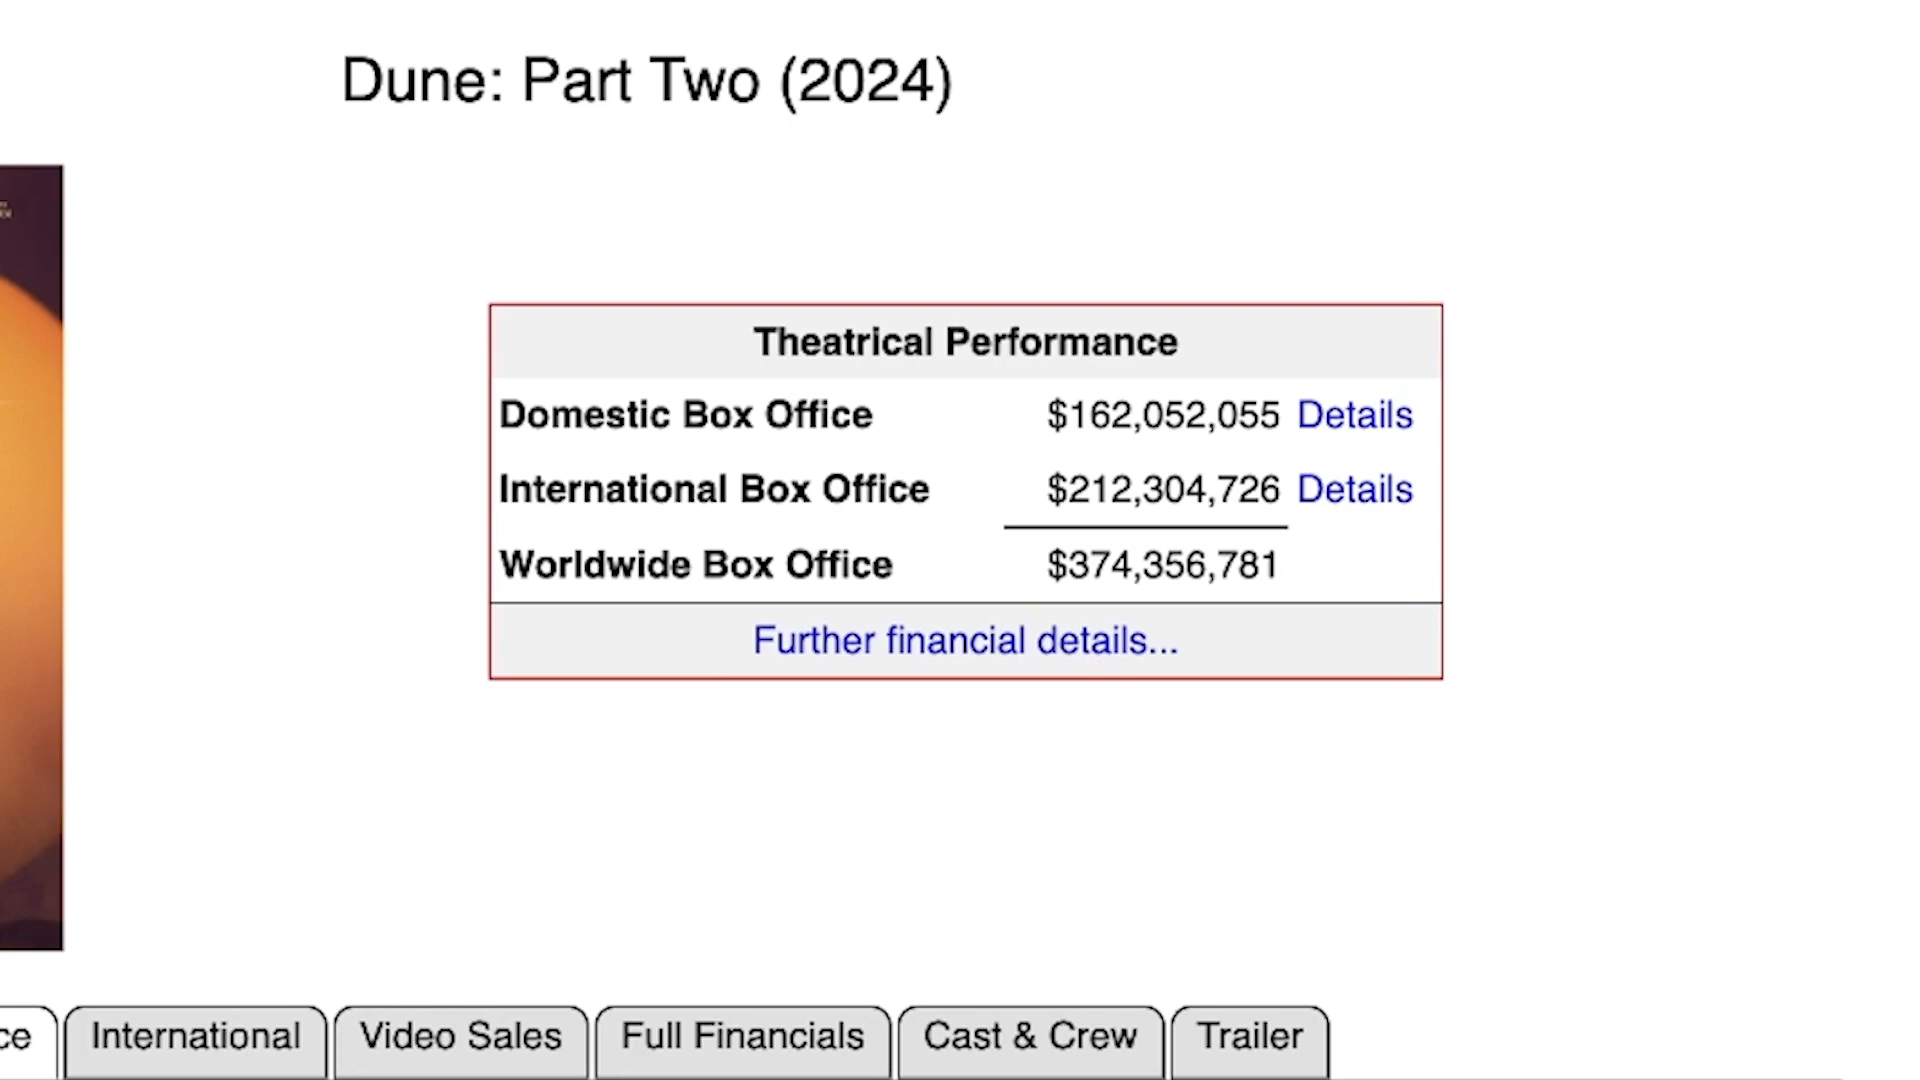 Dune: Part Two (2024)
Theatrical Performance
Domestic Box Office $162,052,055 Details
International Box Office $212,304,726 Details
Worldwide Box Office $374,356,781
Further financial details...
ce International Video Sales Full Financials Cast & Crew Trailer